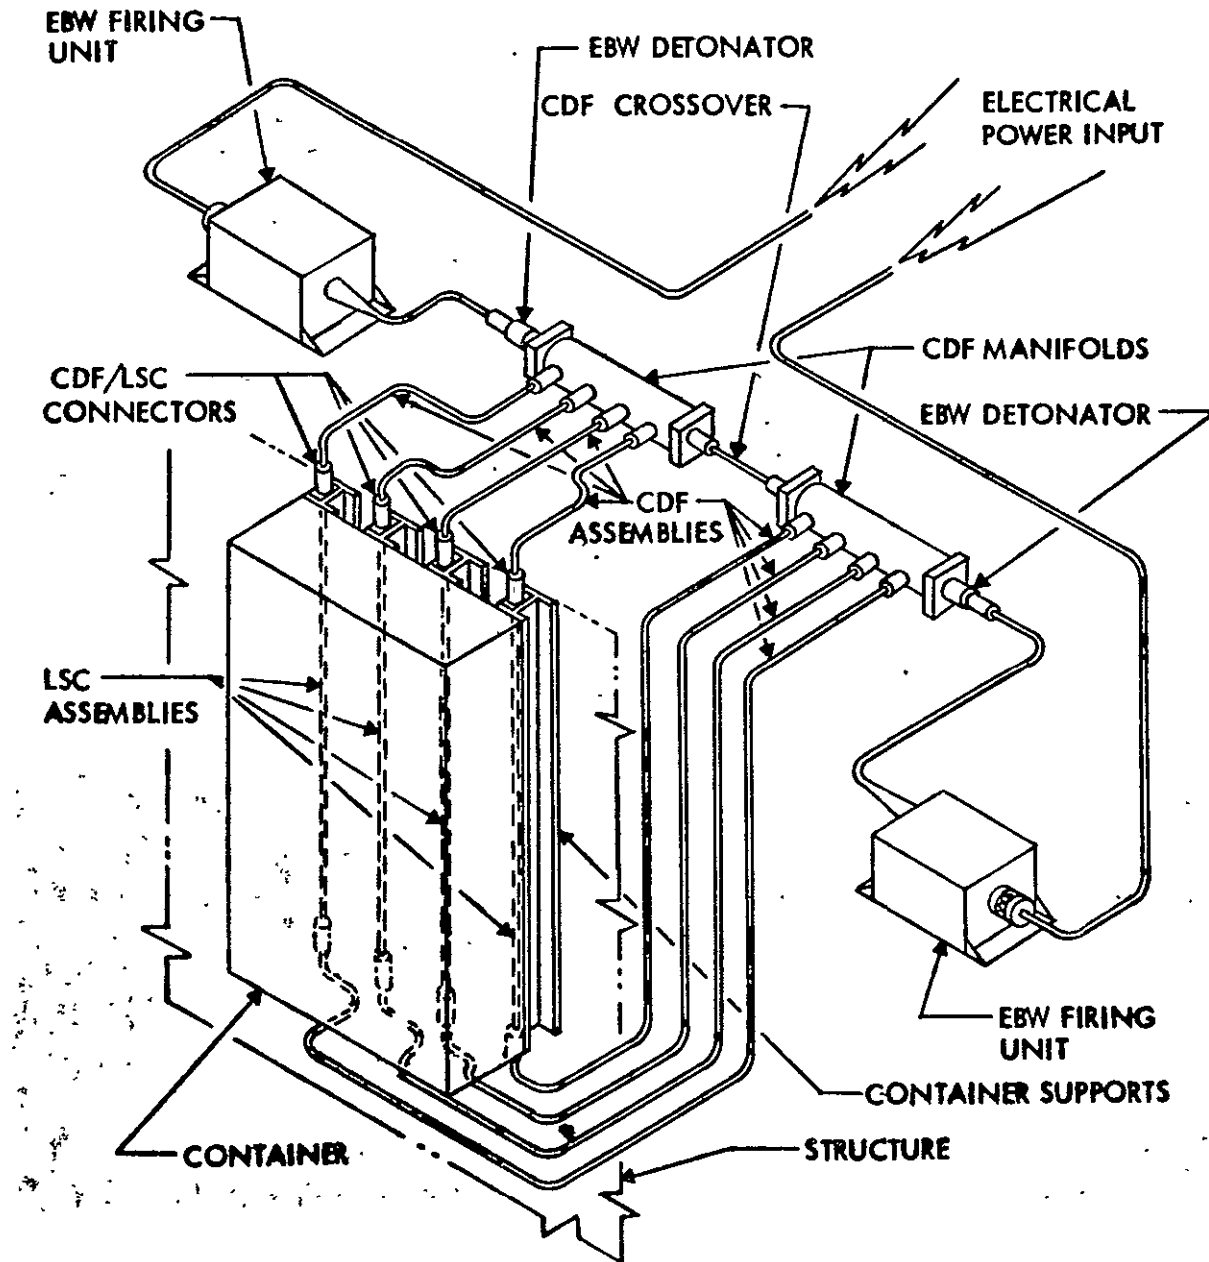 EBW FIRING
UNIT
EBW DETONATOR
CDF CROSSOVER
ELECTRICAL
POWER INPUT
CDF/LSC
CONNECTORS
CDF MANIFOLDS
EBW DETONATOR
CDF
ASSEMBLIES
LSC
ASSEMBLIES
EBW FIRING
UNIT
CONTAINER SUPPORTS
CONTAINER
STRUCTURE